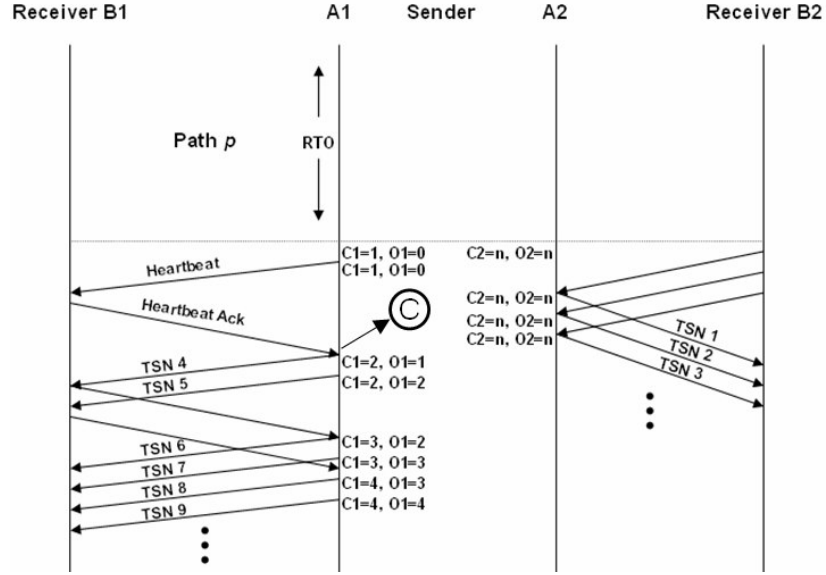 Receiver B1
A1
Sender
A2
Receiver B2
Path p
RTO
C1=1, O1=0
C2=n, O2=n
Heartbeat
C1=1, O1=0
Heartbeat Ack
C
C2=n, O2=n
C2=n, O2=n
C2=n, O2=n
TSN 1
TSN 2
TSN 3
TSN 4
C1=2, O1=1
TSN 5
C1=2, O1=2
TSN 6
C1=3, O1=2
TSN 7
C1=3, O1=3
TSN 8
C1=4, O1=3
TSN 9
C1=4, O1=4